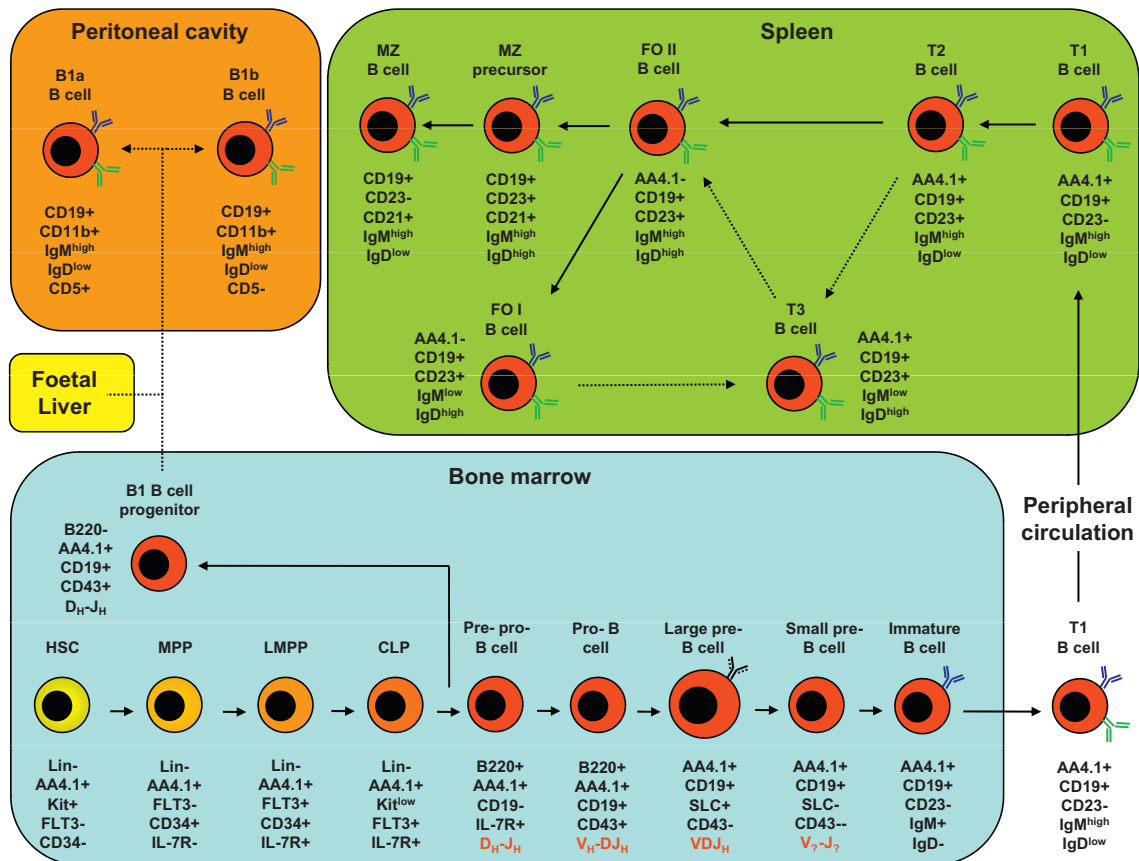 Peritoneal cavity
B1a
B cell
CD19+
CD11b+
IgMhigh
IgDlow
CD5+
B1b
B cell
CD19+
CD11b+
IgMhigh
IgDlow
CD5-
Spleen
MZ
B cell
CD19+
CD23-
CD21+
IgMhigh
IgDlow
MZ
precursor
CD19+
CD23+
CD21+
IgMhigh
IgDhigh
FO II
B cell
AA4.1-
CD19+
CD23+
IgMhigh
IgDhigh
T2
B cell
AA4.1+
CD19+
CD23+
IgMhigh
IgDlow
T1
B cell
AA4.1+
CD19+
CD23-
IgMhigh
IgDlow
FO I
B cell
AA4.1-
CD19+
CD23+
IgMlow
IgDhigh
T3
B cell
AA4.1+
CD19+
CD23+
IgMlow
IgDhigh
Foetal
Liver
Bone marrow
B1 B cell
progenitor
B220-
AA4.1+
CD19+
CD43+
DH-JH
HSC
Lin-
AA4.1+
Kit+
FLT3-
CD34-
MPP
Lin-
AA4.1+
FLT3-
CD34+
IL-7R-
LMPP
Lin-
AA4.1+
FLT3+
CD34+
IL-7R+
CLP
Lin-
AA4.1+
Kitlow
FLT3+
IL-7R+
Pre- pro-
B cell
B220+
AA4.1+
CD19-
IL-7R+
DH-JH
Pro- B
cell
B220+
AA4.1+
CD19+
CD43+
VH-DJH
Large pre-
B cell
AA4.1+
CD19+
SLC+
CD43-
VDJH
Small pre-
B cell
AA4.1+
CD19+
SLC-
CD43--
V?-J?
Immature
B cell
AA4.1+
CD19+
CD23-
IgM+
IgD-
Peripheral
circulation
T1
B cell
AA4.1+
CD19+
CD23-
IgMhigh
IgDlow